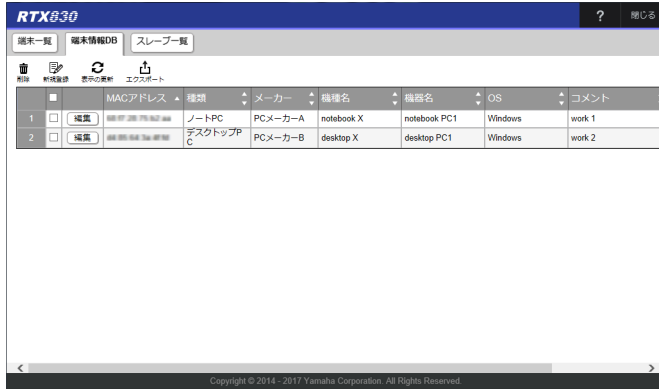 RTX830 ? 閉じる
端末一覧 端末情報DB スレーブ一覧
削除 新規登録 表示の更新 エクスポート
MACアドレス 種類 メーカー 機種名 機器名 OS コメント
1 編集 ノートPC PCメーカーA notebook X notebook PC1 Windows work 1
2 編集 デスクトップP
C PCメーカーB desktop X desktop PC1 Windows work 2
Copyright © 2014 - 2017 Yamaha Corporation. All Rights Reserved.